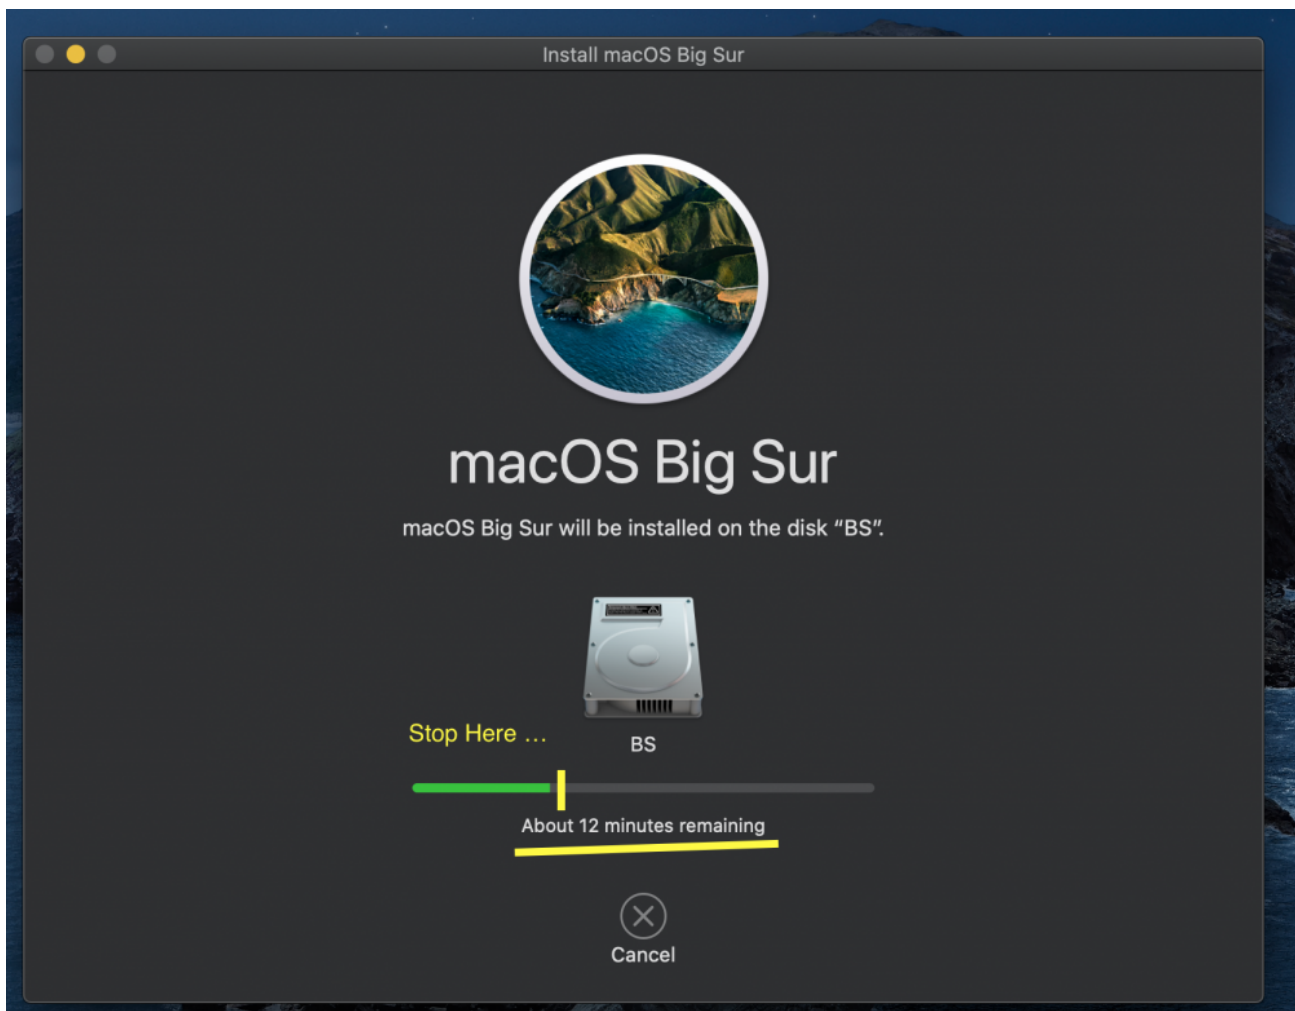 Install macOS Big Sur
macOS Big Sur
macOS Big Sur will be installed on the disk “BS”.
Stop Here ...
BS
About 12 minutes remaining
Cancel